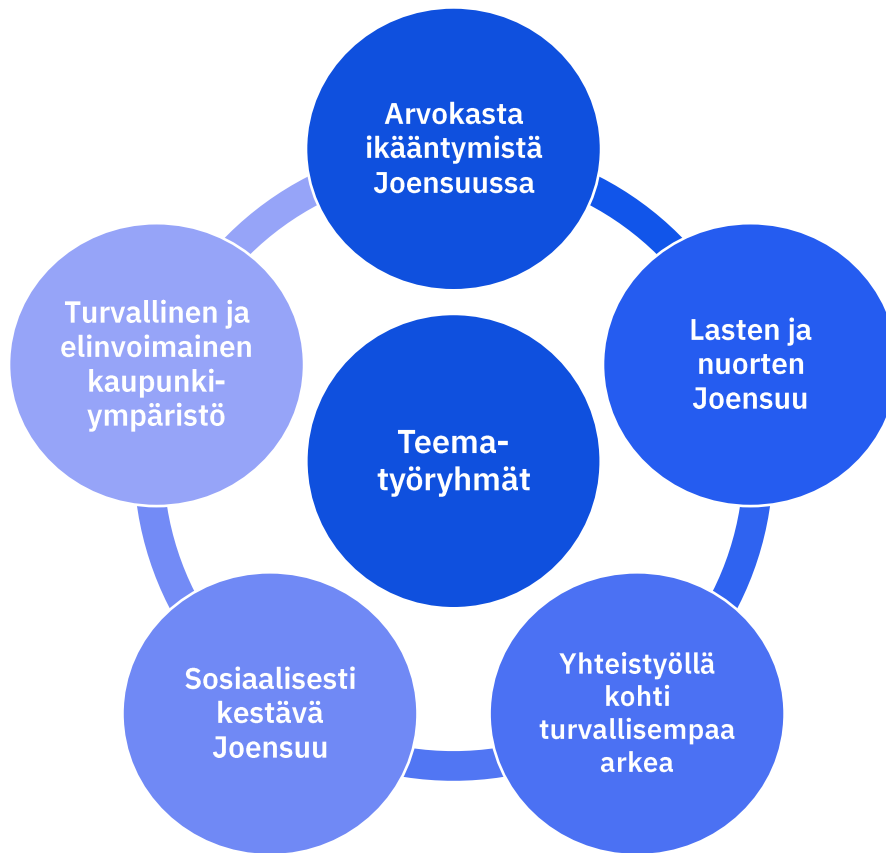 Arvokasta
ikääntymistä
Joensuussa
Lasten ja
nuorten
Joensuu
Yhteistyöllä
kohti
turvallisempaa
arkea
Sosiaalisesti
kestävä
Joensuu
Turvallinen ja
elinvoimainen
kaupunki-
ympäristö
Teema-
työryhmät